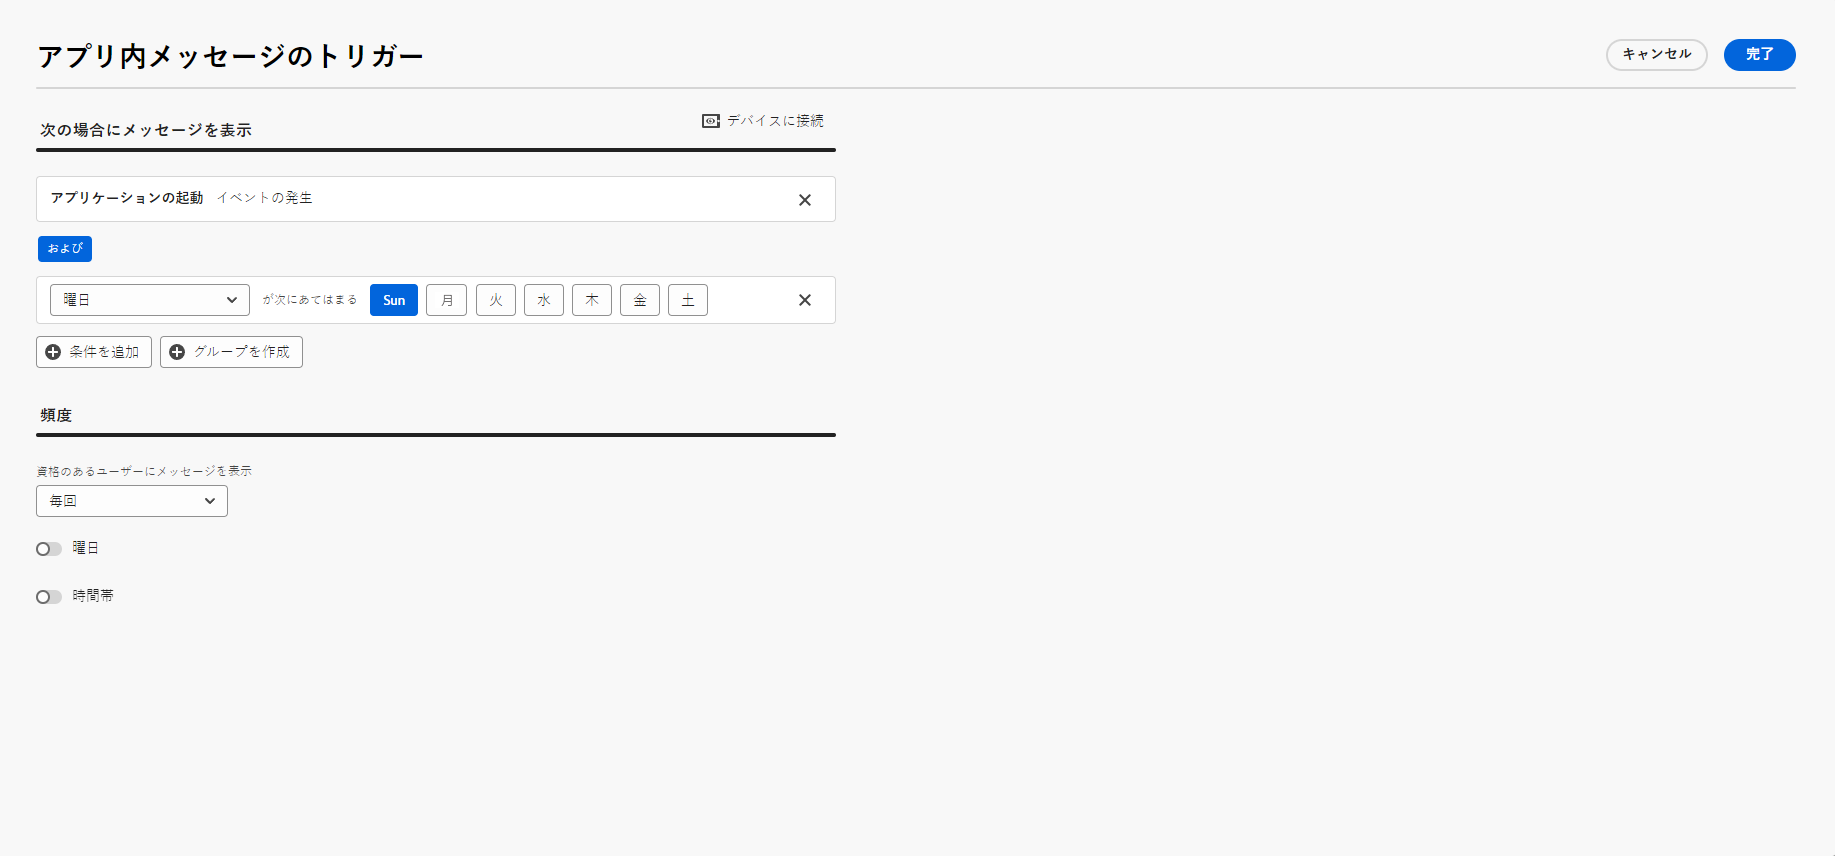 アプリ内メッセージのトリガー
キャンセル
完了
次の場合にメッセージを表示
デバイスに接続
アプリケーションの起動 イベントの発生
および
曜日 が次にあてはまる Sun 月 火 水 木 金 土
条件を追加 グループを作成
頻度
資格のあるユーザーにメッセージを表示
毎回
曜日
時間帯